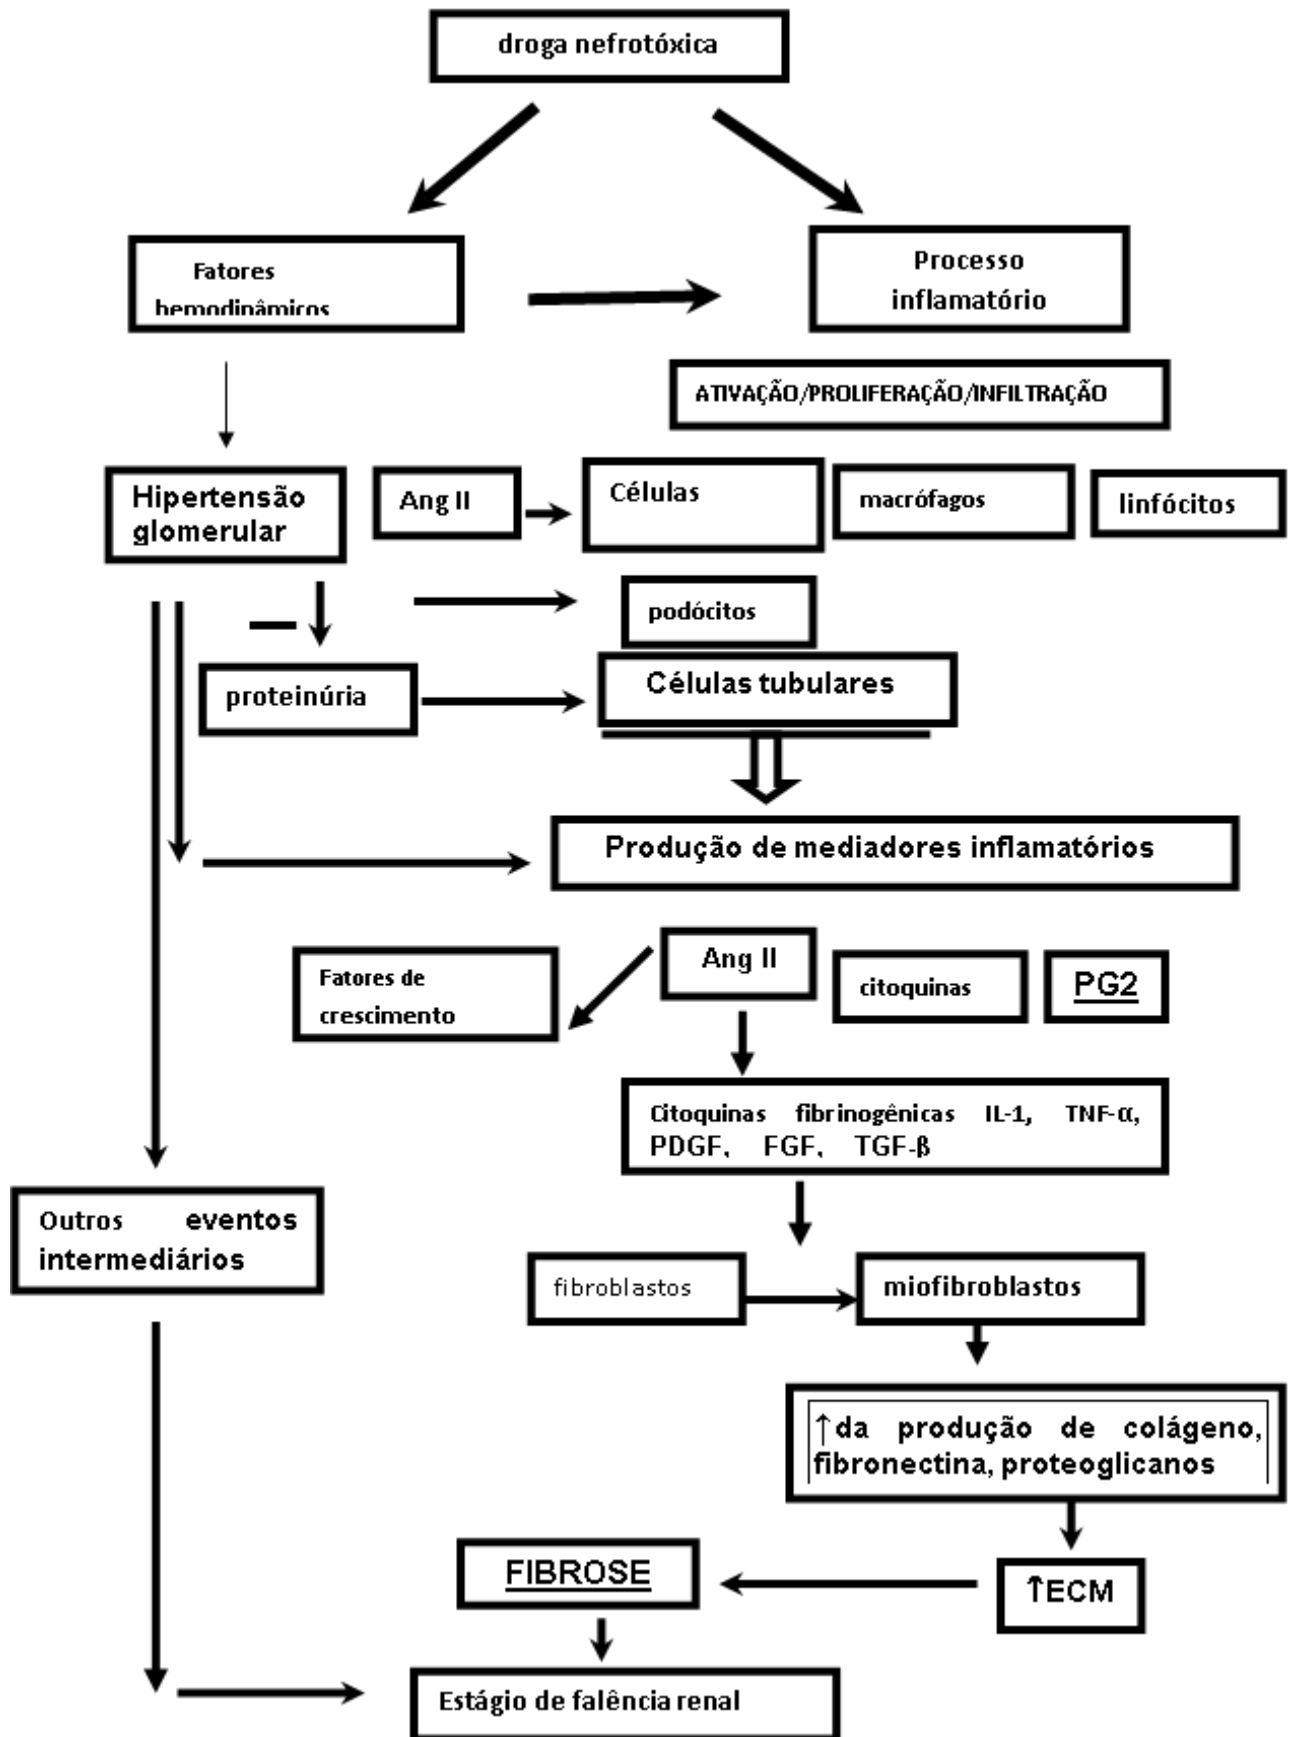 droga nefrotóxica
Fatores
hemodinâmicos
Processo
inflamatório
ATIVAÇÃO/PROLIFERAÇÃO/INFILTRAÇÃO
Hipertensão
glomerular
Ang II
Células
macrófagos
linfócitos
podócitos
proteinúria
Células tubulares
Produção de mediadores inflamatórios
Fatores de
crescimento
Ang II
citoquinas
PG2
Citoquinas fibrinogênicas IL-1, TNF-α,
PDGF, FGF, TGF-ß
Outros eventos
intermediários
fibroblastos
miofibroblastos
↑da produção de colágeno,
fibronectina, proteoglicanos
FIBROSE
↑ECM
Estágio de falência renal